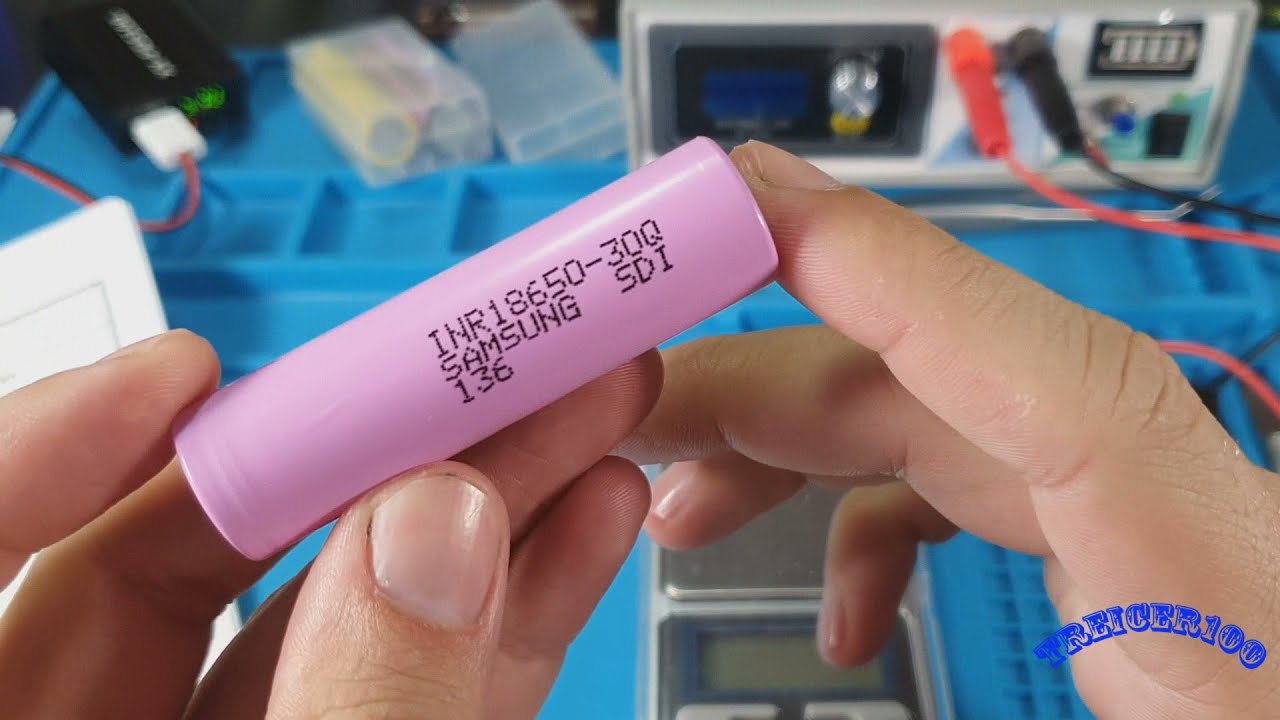 INR18650-30Q
SAMSUNG SDI
136
TREICER100